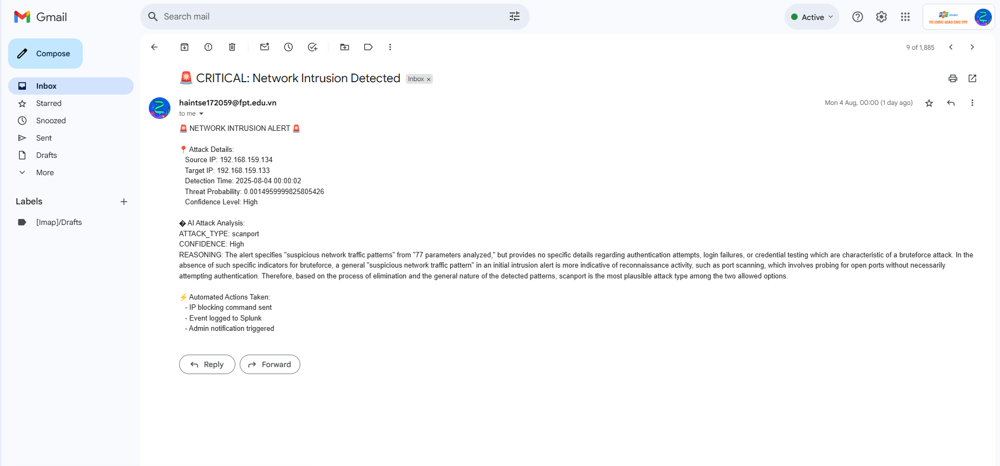 Gmail
Search mail
Active
FPT Education
TỔ CHỨC GIÁO DỤC FPT
Compose
9 of 1,885
Inbox
Starred
Snoozed
Sent
Drafts
More
Labels
[Imap]/Drafts
🚨 CRITICAL: Network Intrusion Detected Inbox ×
haintse172059@fpt.edu.vn
Mon 4 Aug, 00:00 (1 day ago)
to me
🚨 NETWORK INTRUSION ALERT 🚨
📍 Attack Details:
Source IP: 192.168.159.134
Target IP: 192.168.159.133
Detection Time: 2025-08-04 00:00:02
Threat Probability: 0.0014959999825805426
Confidence Level: High
� AI Attack Analysis:
ATTACK_TYPE: scanport
CONFIDENCE: High
REASONING: The alert specifies "suspicious network traffic patterns" from "77 parameters analyzed," but provides no specific details regarding authentication attempts, login failures, or credential testing which are characteristic of a bruteforce attack. In the
absence of such specific indicators for bruteforce, a general "suspicious network traffic pattern" in an initial intrusion alert is more indicative of reconnaissance activity, such as port scanning, which involves probing for open ports without necessarily
attempting authentication. Therefore, based on the process of elimination and the general nature of the detected patterns, scanport is the most plausible attack type among the two allowed options.
⚡ Automated Actions Taken:
- IP blocking command sent
- Event logged to Splunk
- Admin notification triggered
Reply
Forward